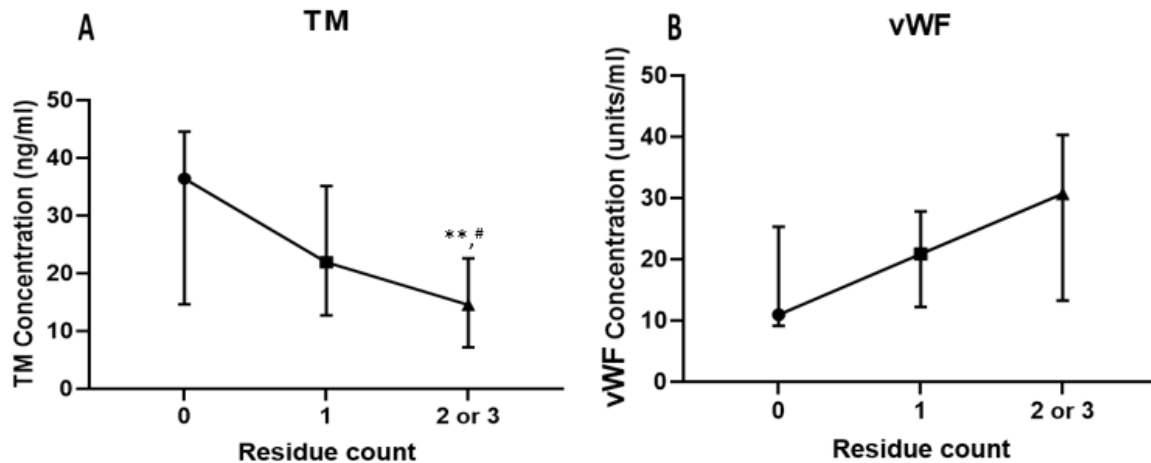 A
TM
TM Concentration (ng/ml)
50
40
30
20
10
0
**,#
0 1 2 or 3
Residue count
B
vWF
vWF Concentration (units/ml)
50
40
30
20
10
0
0 1 2 or 3
Residue count